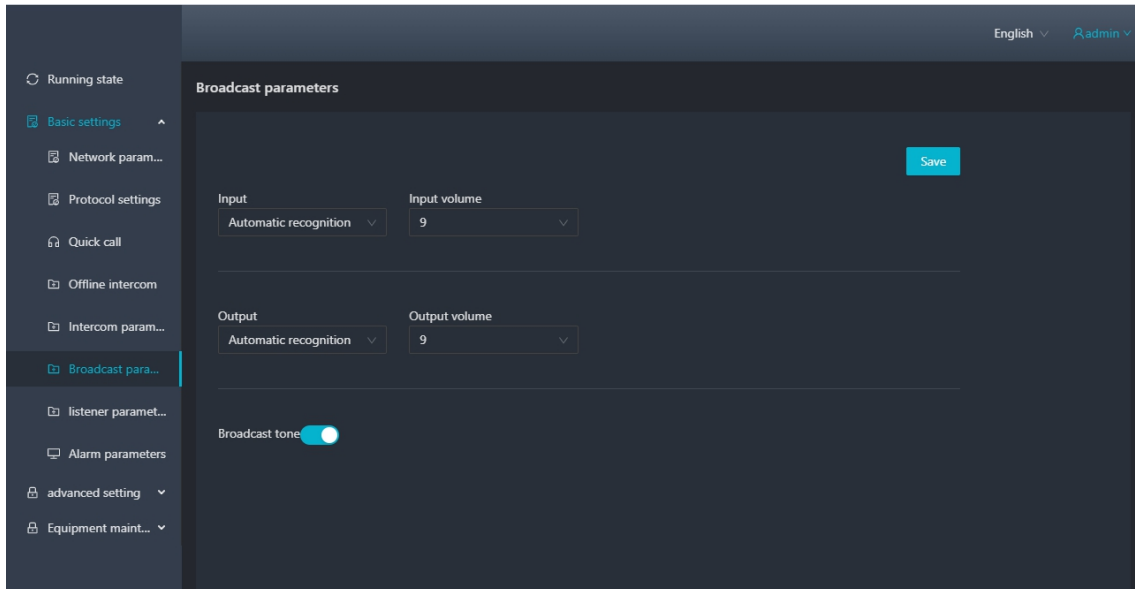 English
admin
Running state
Broadcast parameters
Basic settings
Network param...
Save
Protocol settings
Input
Input volume
Automatic recognition
9
Quick call
Offline intercom
Output
Output volume
Intercom param...
Automatic recognition
9
Broadcast para...
listener paramet...
Broadcast tone
Alarm parameters
advanced setting
Equipment maint...